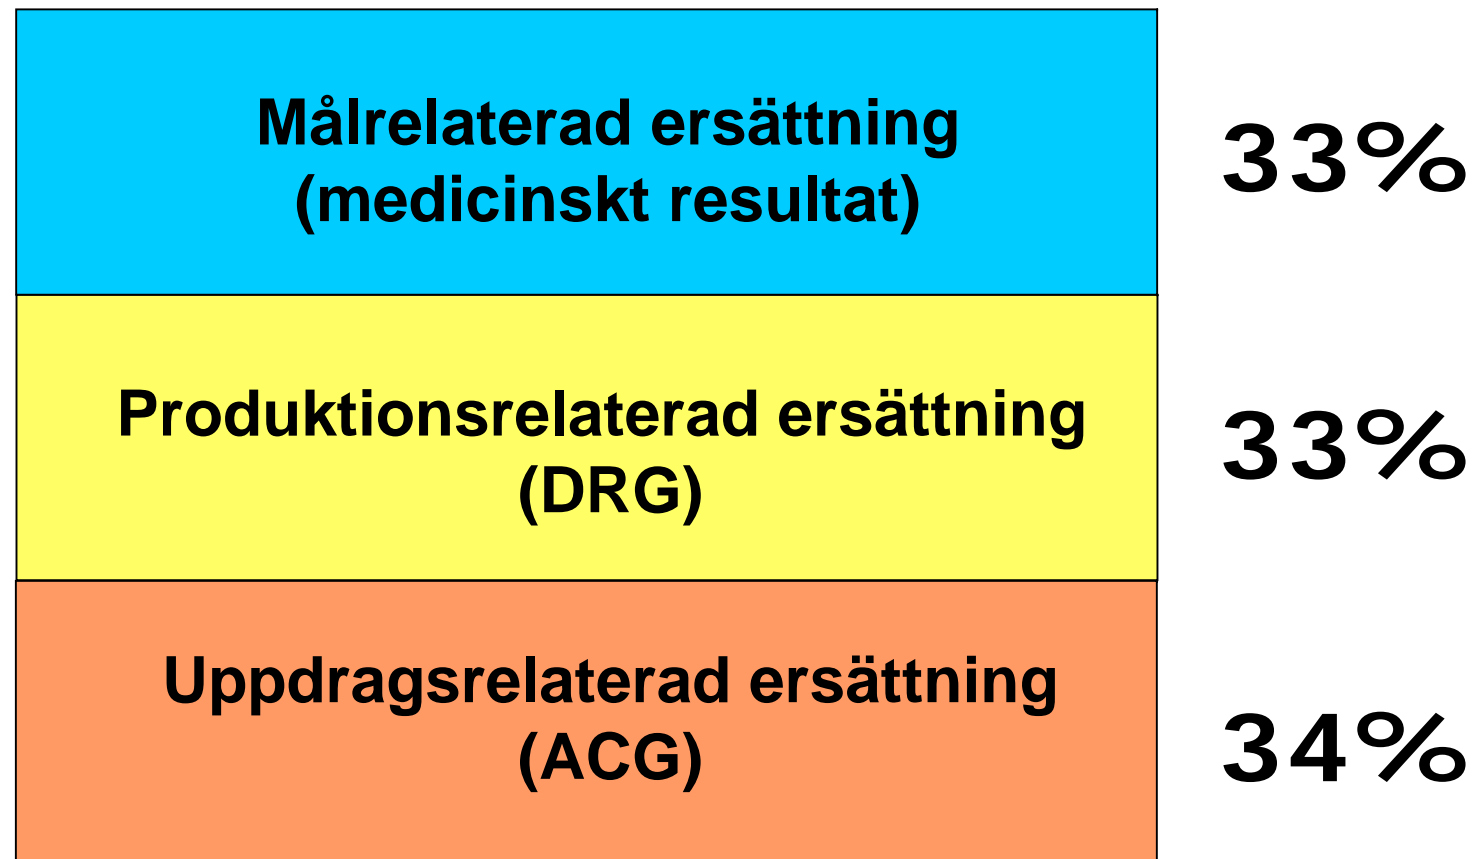 Målrelaterad ersättning
(medicinskt resultat)
33%
Produktionsrelaterad ersättning
(DRG)
33%
Uppdragsrelaterad ersättning
(ACG)
34%